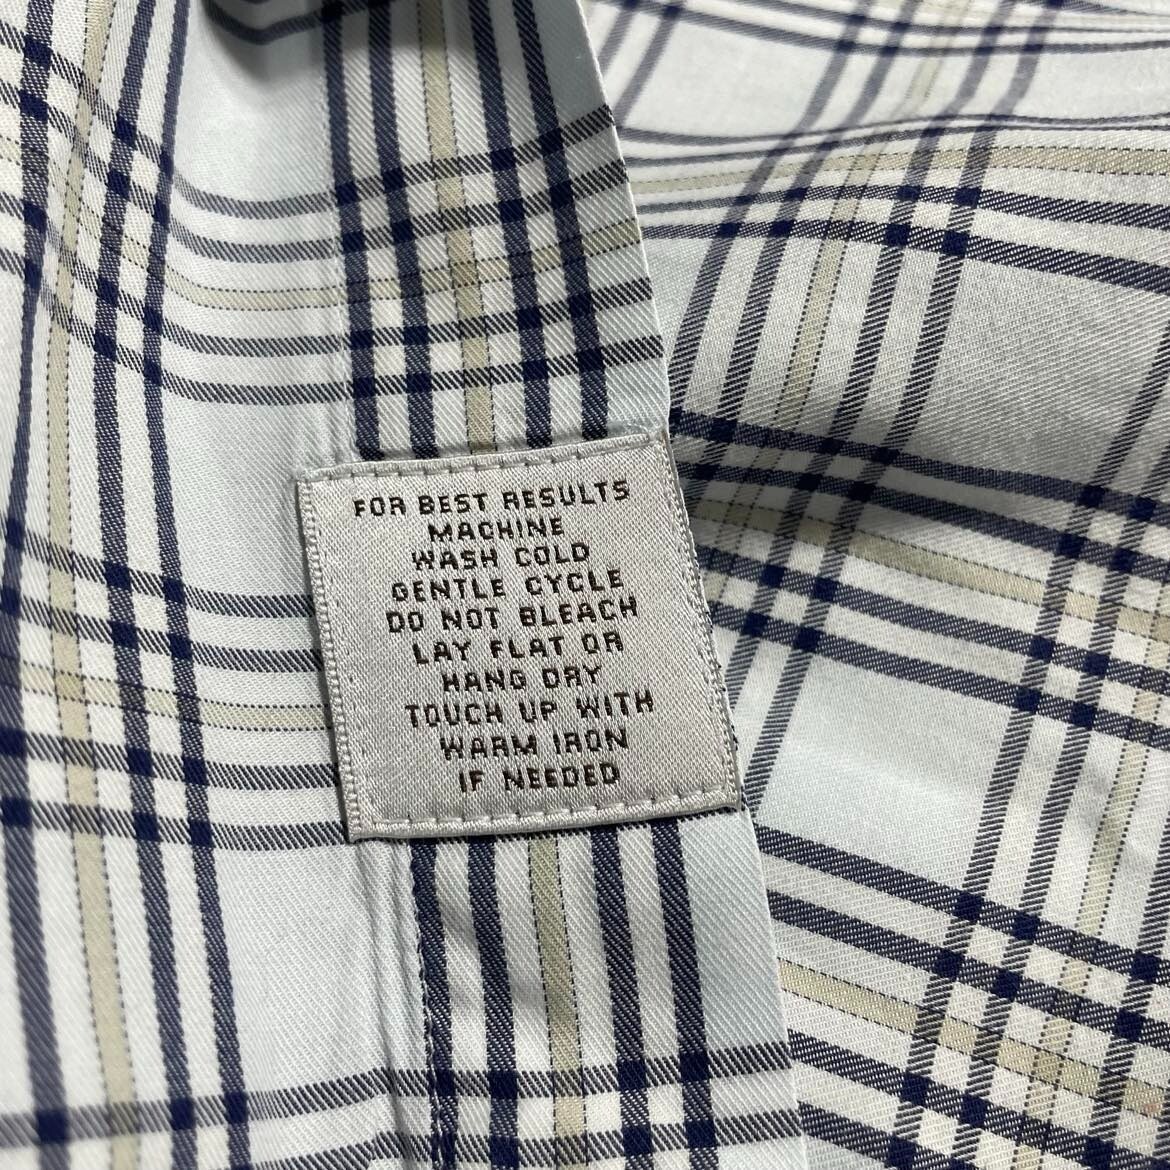 FOR BEST RESULTS
MACHINE
WASH COLD
GENTLE CYCLE
DO NOT BLEACH
LAY FLAT OR
HANG DRY
TOUCH UP WITH
WARM IRON
IF NEEDED